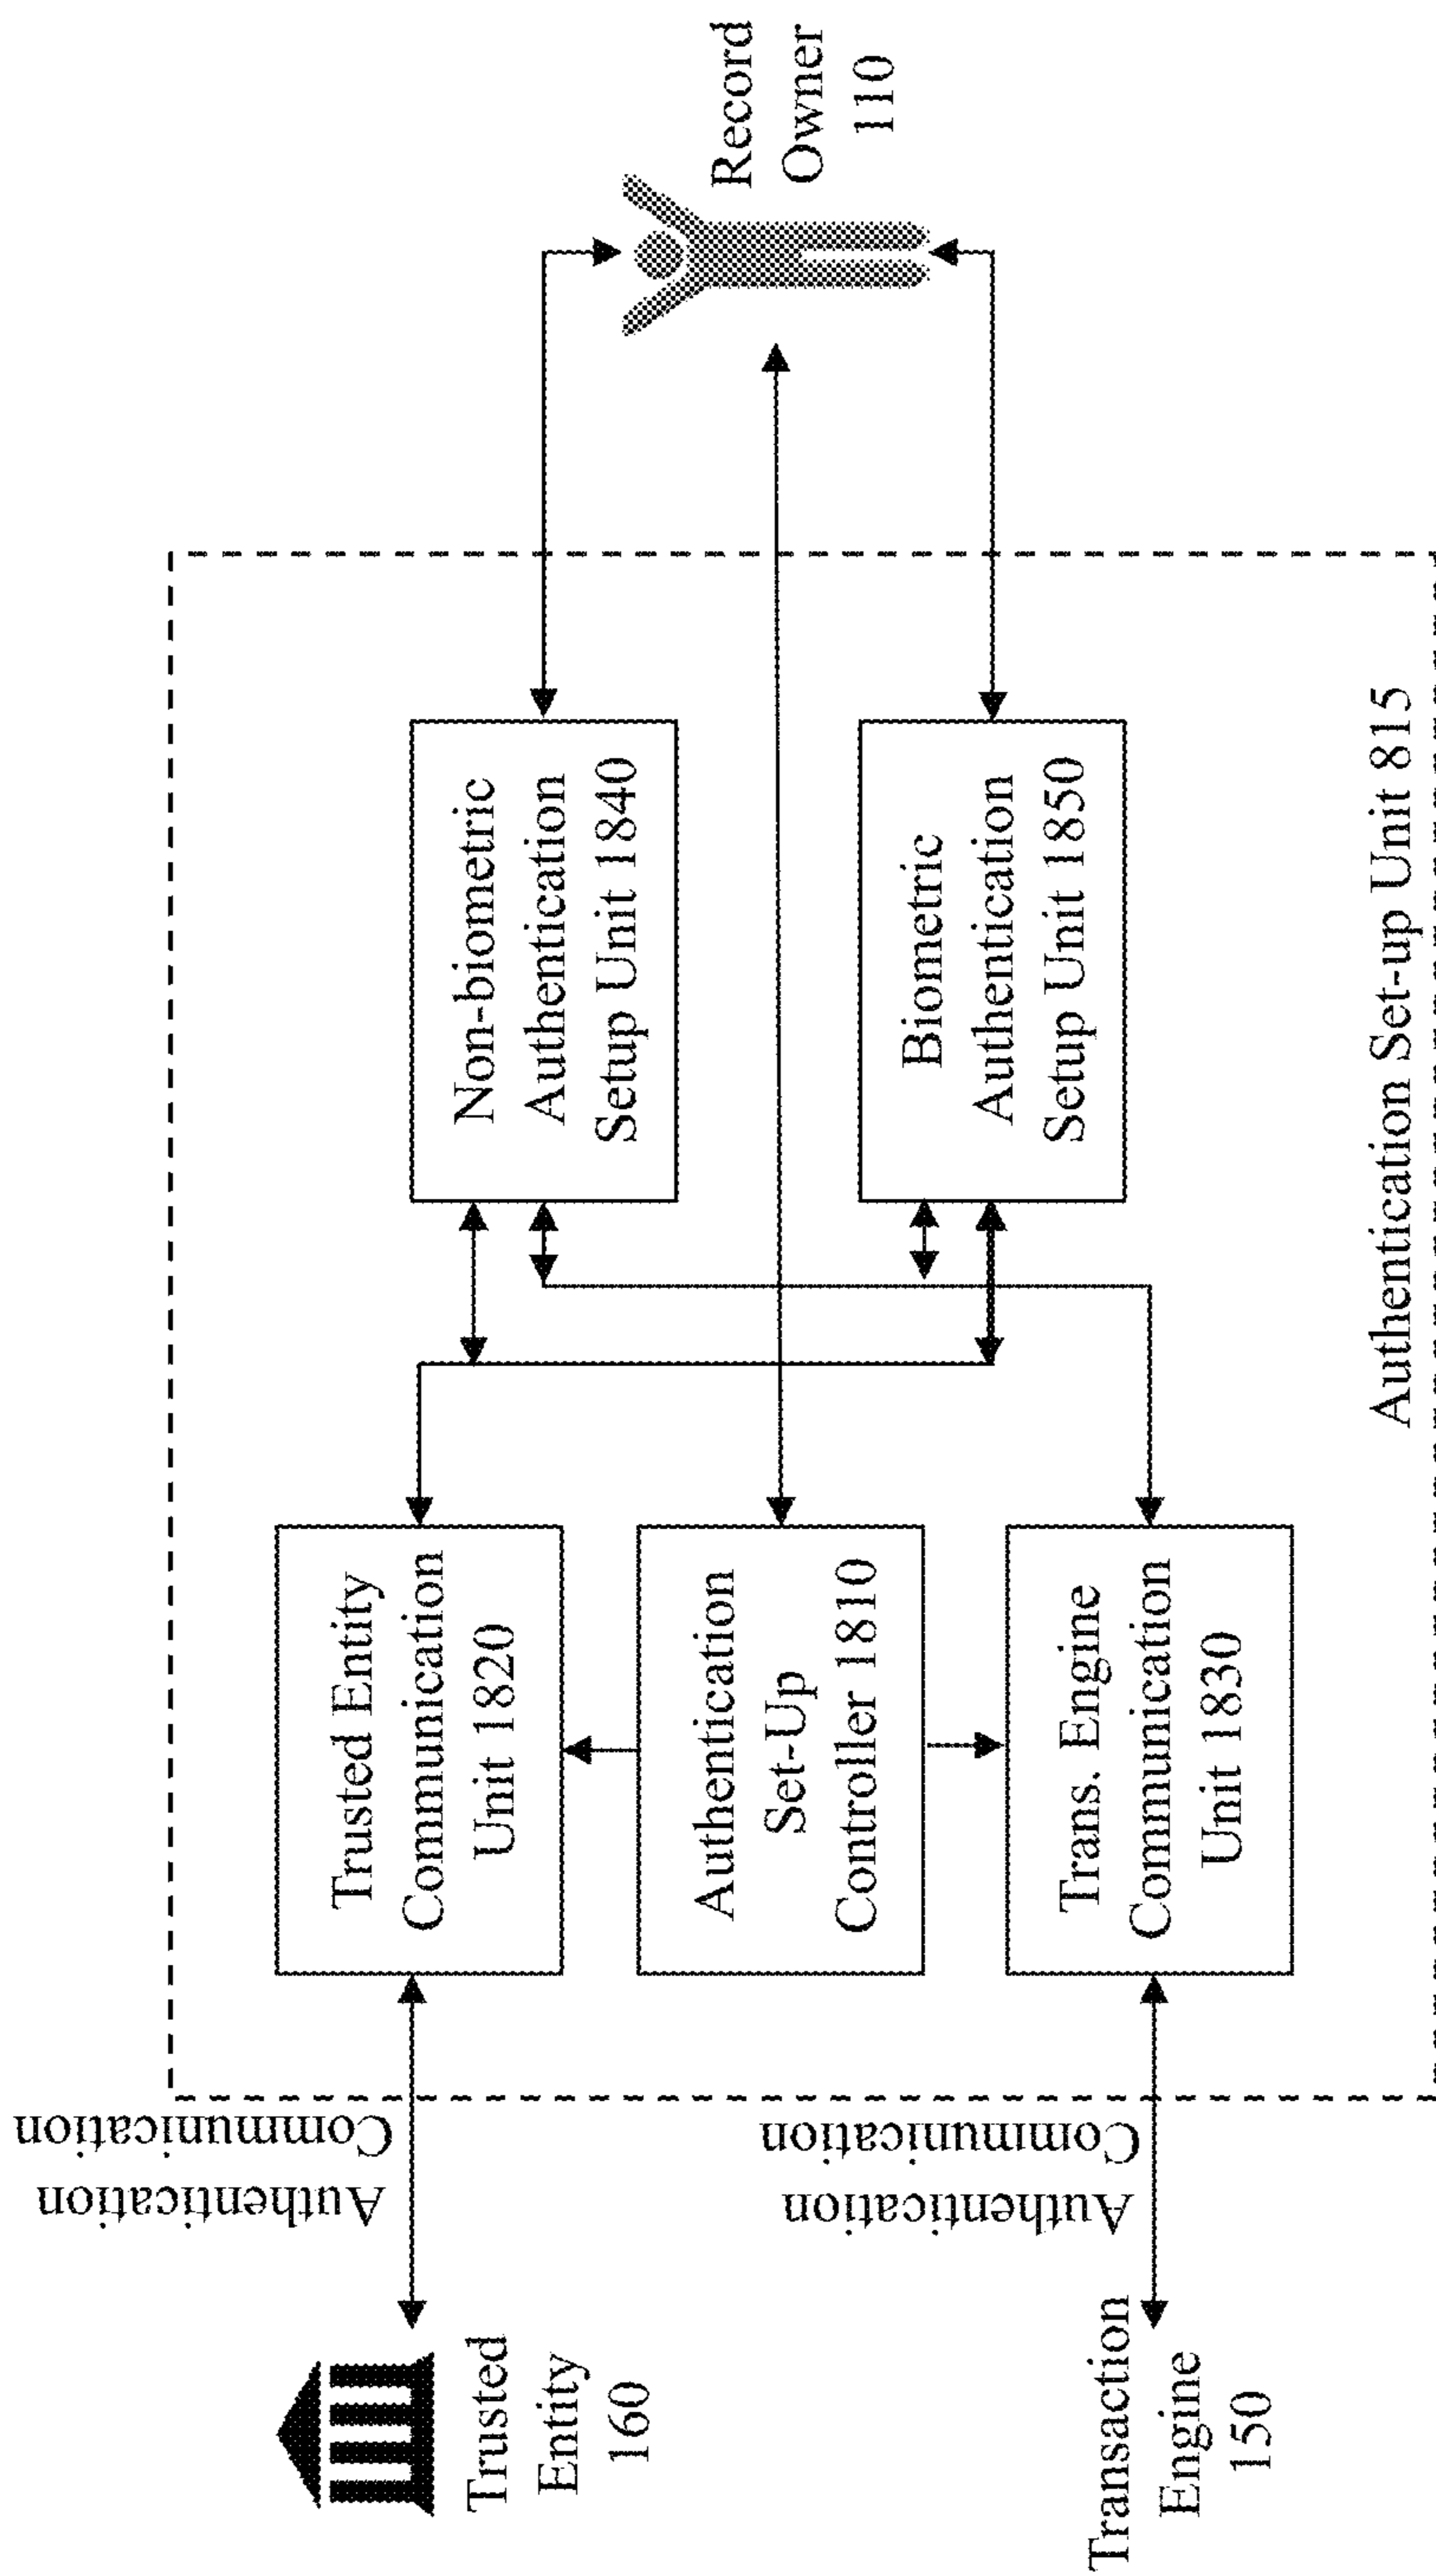 Trusted
Entity
160
Authentication
Communication
Trusted Entity
Communication
Unit 1820
Non-biometric
Authentication
Setup Unit 1840
Record
Owner
110
Authentication
Set-Up
Controller 1810
Transaction
Engine
150
Authentication
Communication
Trans. Engine
Communication
Unit 1830
Biometric
Authentication
Setup Unit 1850
Authentication Set-up Unit 815